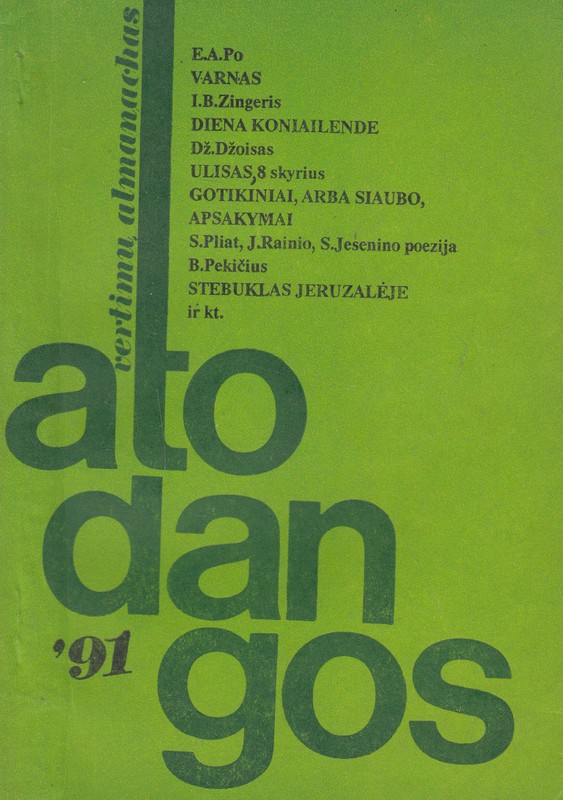 vertimų almanachas
E.A.Po
VARNAS
I.B.Zingeris
DIENA KONIAILENDE
Dž.Džoisas
ULISAS, 8 skyrius
GOTIKINIAI, ARBA SIAUBO,
APSAKYMAI
S.Pliat, J.Rainio, S.Jesenino poezija
B.Pekičius
STEBUKLAS JERUZALĖJE
ir kt.
ato
dan
gos
'91